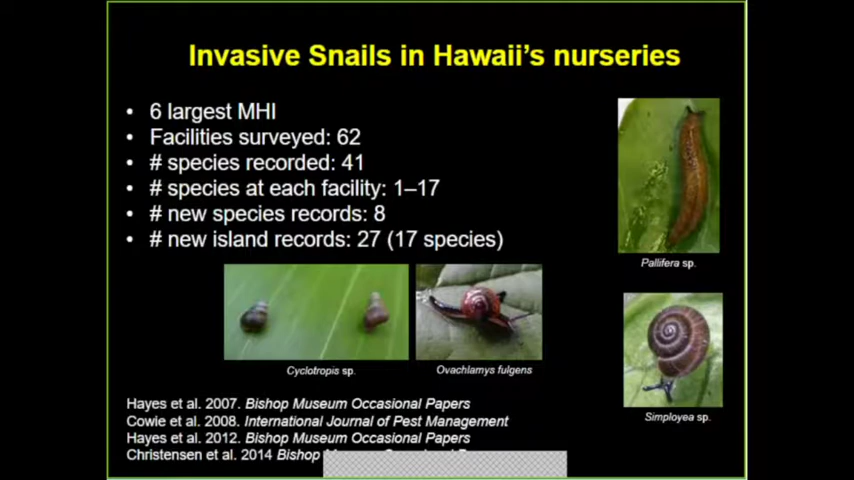 Invasive Snails in Hawaii's nurseries
• 6 largest MHI
• Facilities surveyed: 62
• # species recorded: 41
• # species at each facility: 1–17
• # new species records: 8
• # new island records: 27 (17 species)
Pallifera sp.
Cyclotropis sp.
Ovachlamys fulgens
Simployea sp.
Hayes et al. 2007. Bishop Museum Occasional Papers
Cowie et al. 2008. International Journal of Pest Management
Hayes et al. 2012. Bishop Museum Occasional Papers
Christensen et al. 2014 Bishop